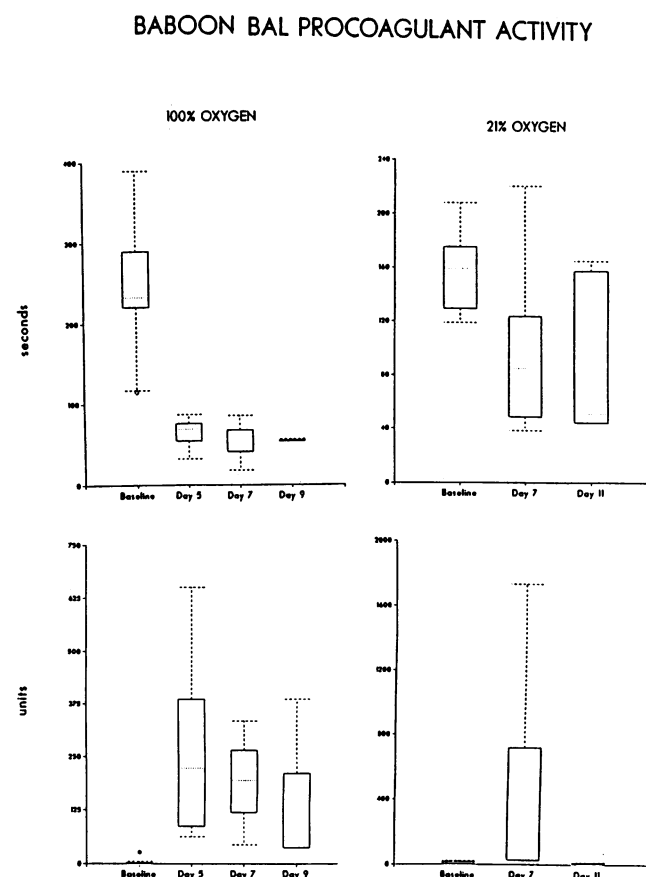 BABOON BAL PROCOAGULANT ACTIVITY
100% OXYGEN
21% OXYGEN
seconds
400
300
200
100
0
Baseline Day 5 Day 7 Day 9
240
200
160
120
80
40
0
Baseline Day 7 Day 11
units
750
625
500
375
250
125
0
Baseline Day 5 Day 7 Day 9
2000
1600
1200
800
400
0
Baseline Day 7 Day 11